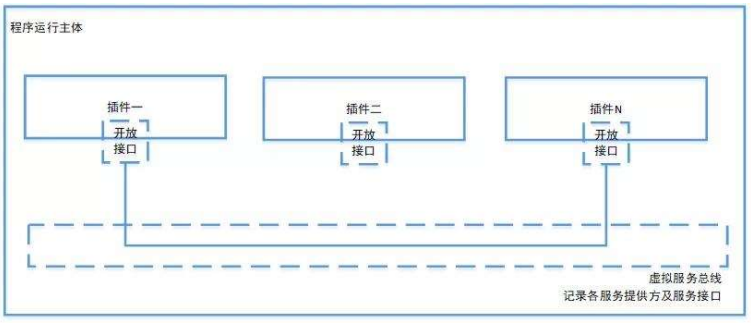 程序运行主体
插件一
插件二
插件N
开放
接口
开放
接口
开放
接口
虚拟服务总线
记录各服务提供方及服务接口